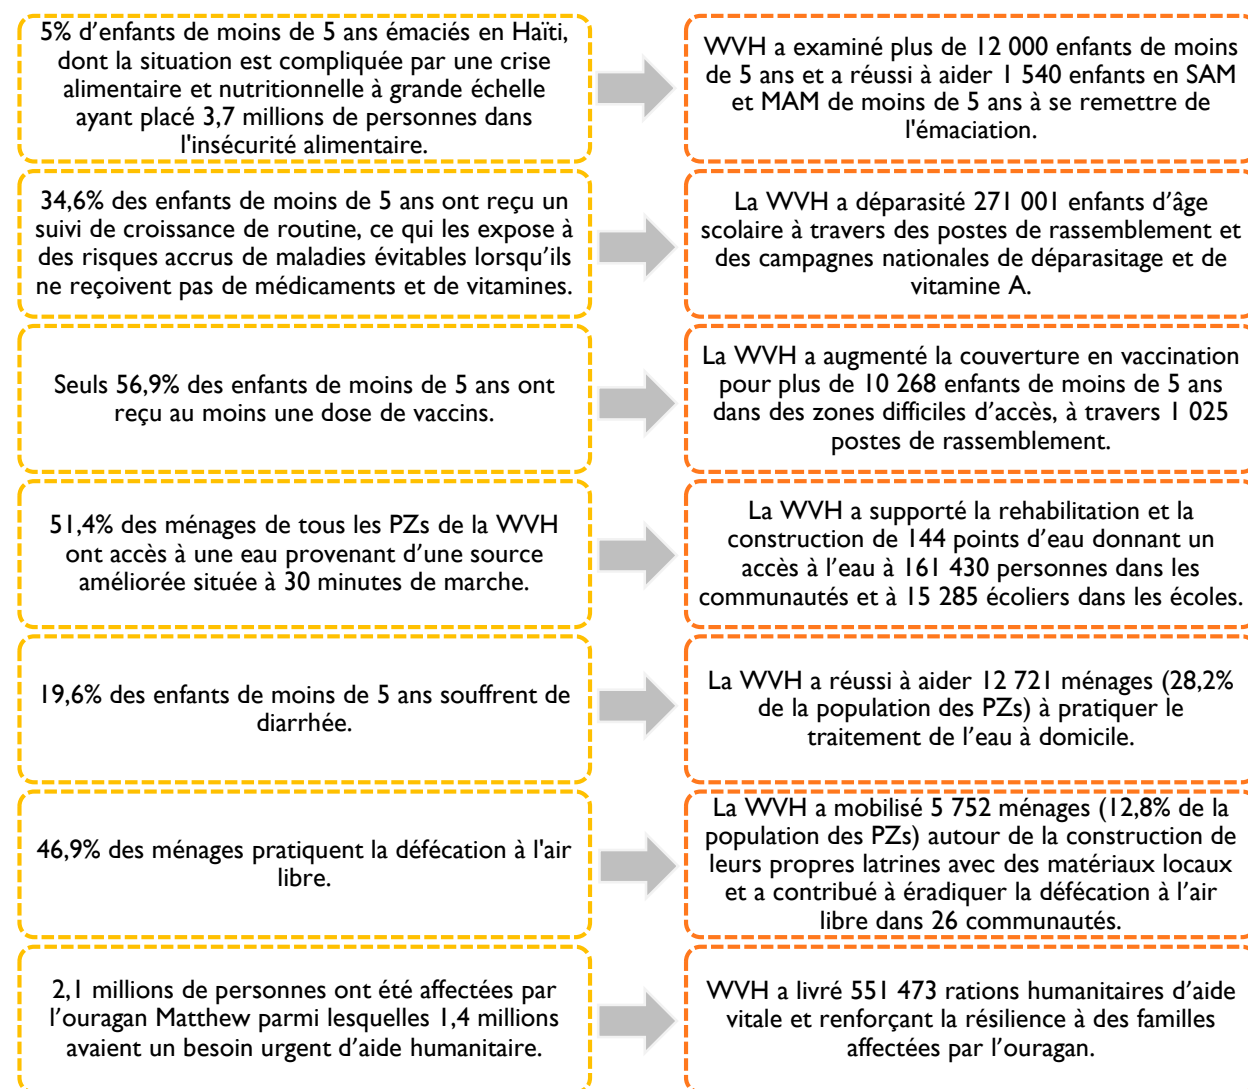 5% d'enfants de moins de 5 ans émaciés en Haïti,
dont la situation est compliquée par une crise
alimentaire et nutritionnelle à grande échelle
ayant placé 3,7 millions de personnes dans
l'insécurité alimentaire.
WVH a examiné plus de 12 000 enfants de moins
de 5 ans et a réussi à aider 1 540 enfants en SAM
et MAM de moins de 5 ans à se remettre de
l'émaciation.
34,6% des enfants de moins de 5 ans ont reçu un
suivi de croissance de routine, ce qui les expose à
des risques accrus de maladies évitables lorsqu'ils
ne reçoivent pas de médicaments et de vitamines.
La WVH a déparasité 271 001 enfants d'âge
scolaire à travers des postes de rassemblement et
des campagnes nationales de déparasitage et de
vitamine A.
Seuls 56,9% des enfants de moins de 5 ans ont
reçu au moins une dose de vaccins.
La WVH a augmenté la couverture en vaccination
pour plus de 10 268 enfants de moins de 5 ans
dans des zones difficiles d'accès, à travers 1 025
postes de rassemblement.
51,4% des ménages de tous les PZs de la WVH
ont accès à une eau provenant d'une source
améliorée située à 30 minutes de marche.
La WVH a supporté la rehabilitation et la
construction de 144 points d'eau donnant un
accès à l'eau à 161 430 personnes dans les
communautés et à 15 285 écoliers dans les écoles.
19,6% des enfants de moins de 5 ans souffrent de
diarrhée.
La WVH a réussi à aider 12 721 ménages (28,2%
de la population des PZs) à pratiquer le
traitement de l'eau à domicile.
46,9% des ménages pratiquent la défécation à l'air
libre.
La WVH a mobilisé 5 752 ménages (12,8% de la
population des PZs) autour de la construction de
leurs propres latrines avec des matériaux locaux
et a contribué à éradiquer la défécation à l'air
libre dans 26 communautés.
2,1 millions de personnes ont été affectées par
l'ouragan Matthew parmi lesquelles 1,4 millions
avaient un besoin urgent d'aide humanitaire.
WVH a livré 551 473 rations humanitaires d'aide
vitale et renforçant la résilience à des familles
affectées par l'ouragan.